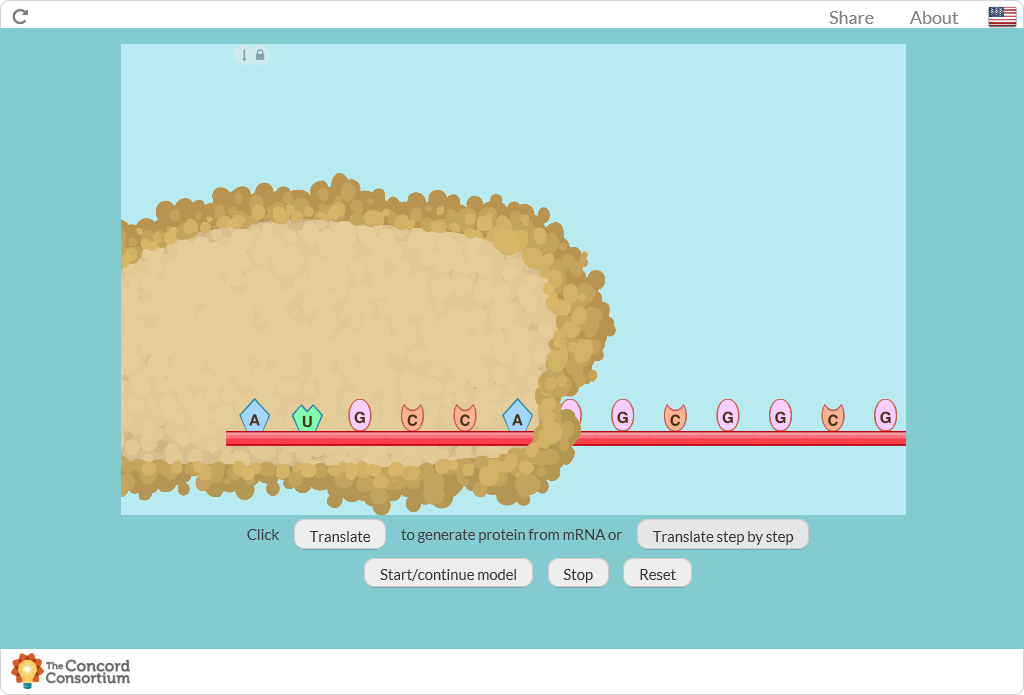 Share About
A U G C C A G C G G C G
Click Translate to generate protein from mRNA or Translate step by step
Start/continue model Stop Reset
The Concord
Consortium